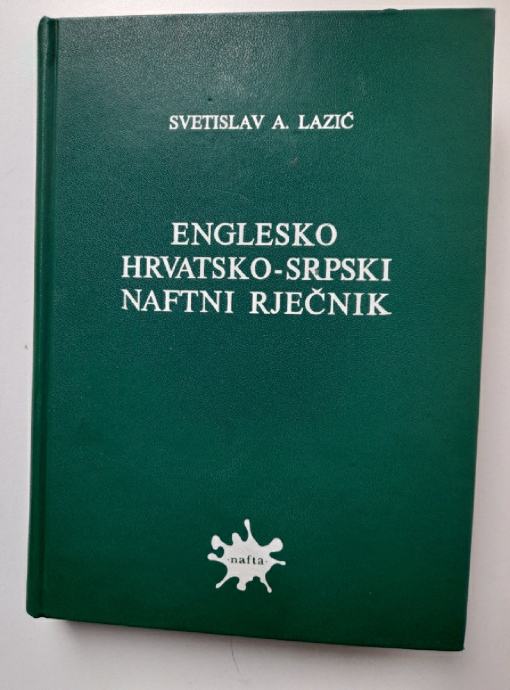 SVETISLAV A. LAZIĆ
ENGLESKO
HRVATSKO-SRPSKI
NAFTNI RJEČNIK
·nafta·